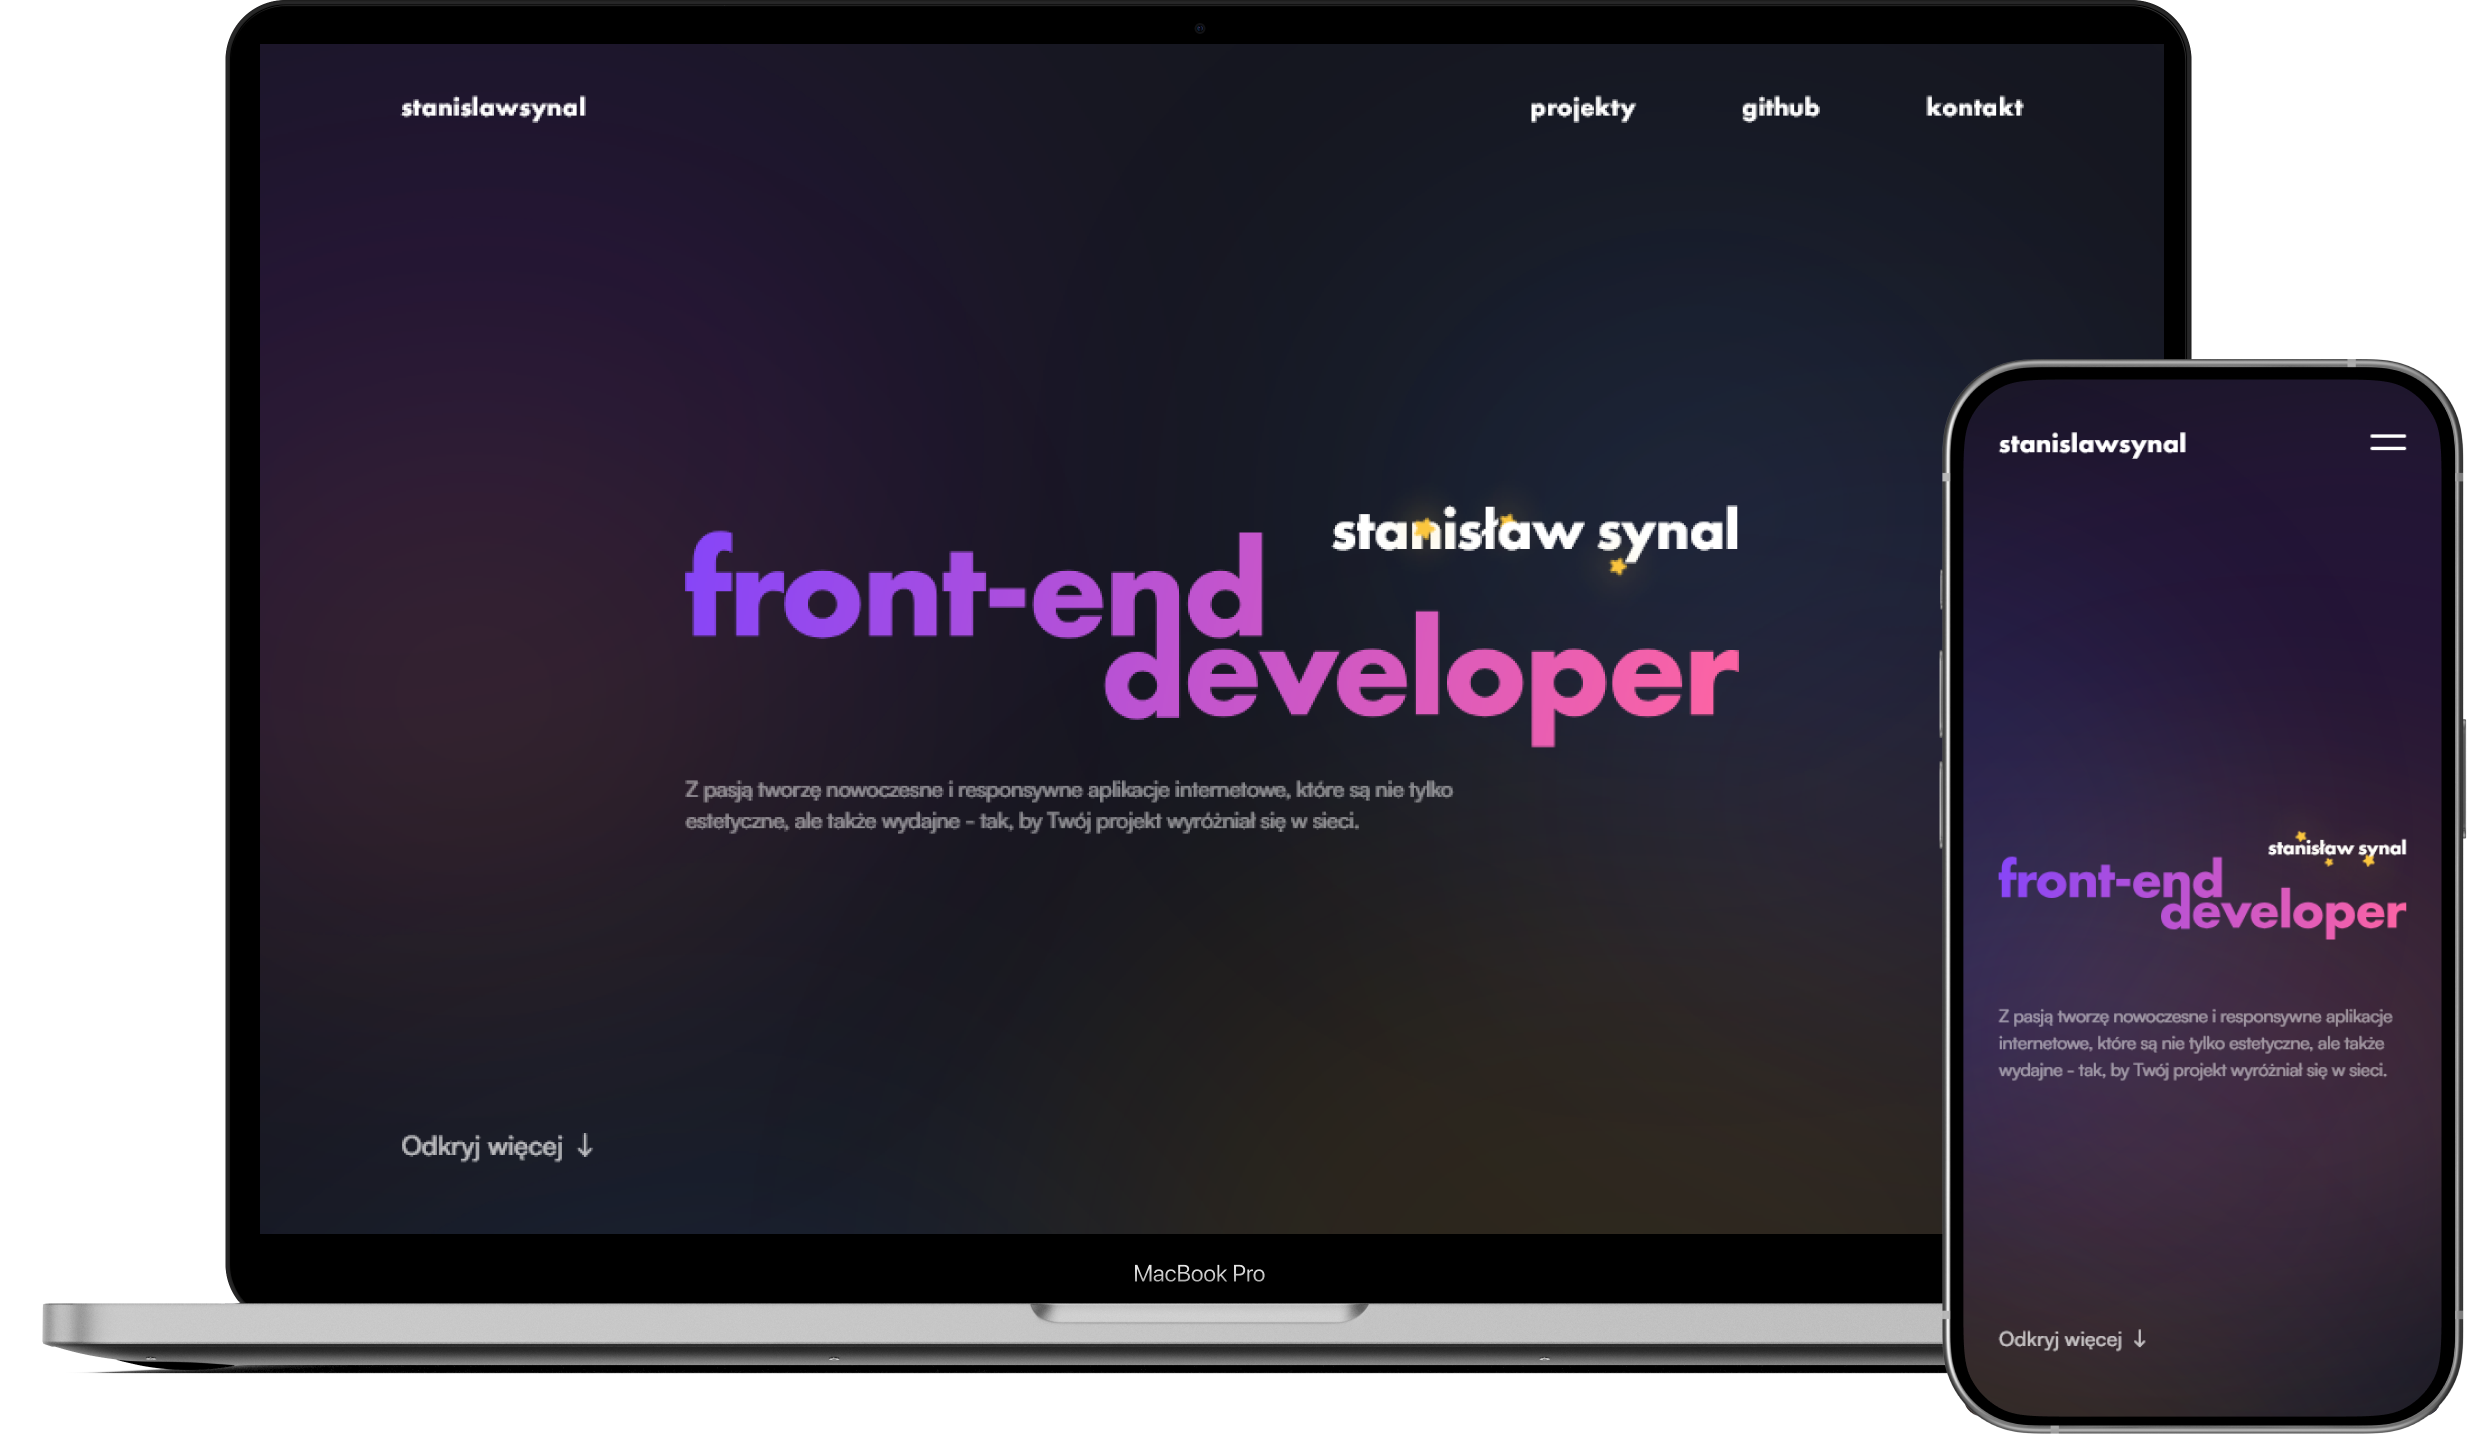 stanislawsynal
projekty
github
kontakt
stanisław synal
front-end
developer
Z pasją tworzę nowoczesne i responsywne aplikacje internetowe, które są nie tylko
estetyczne, ale także wydajne - tak, by Twój projekt wyróżniał się w sieci.
Odkryj więcej ↓
MacBook Pro
stanislawsynal
stanisław synal
front-end
developer
Z pasją tworzę nowoczesne i responsywne aplikacje
internetowe, które są nie tylko estetyczne, ale także
wydajne - tak, by Twój projekt wyróżniał się w sieci.
Odkryj więcej ↓